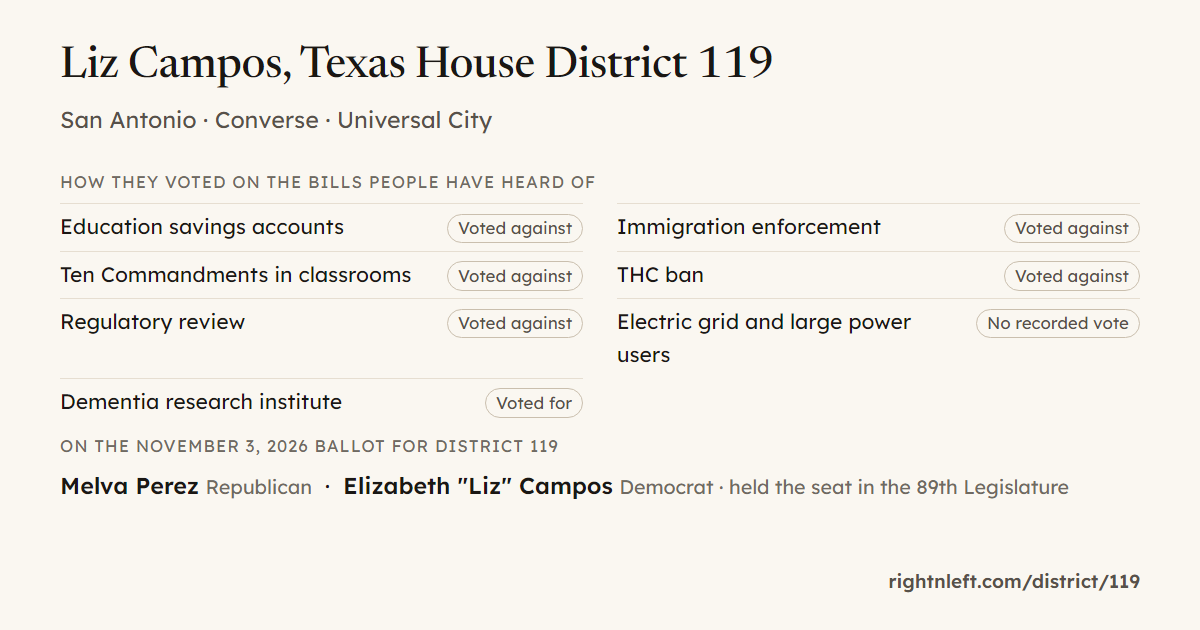 Liz Campos, Texas House District 119
San Antonio · Converse · Universal City
HOW THEY VOTED ON THE BILLS PEOPLE HAVE HEARD OF
Education savings accounts Voted against
Immigration enforcement Voted against
Ten Commandments in classrooms Voted against
THC ban Voted against
Regulatory review Voted against
Electric grid and large power No recorded vote
users
Dementia research institute Voted for
ON THE NOVEMBER 3, 2026 BALLOT FOR DISTRICT 119
Melva Perez Republican · Elizabeth "Liz" Campos Democrat · held the seat in the 89th Legislature
rightnleft.com/district/119